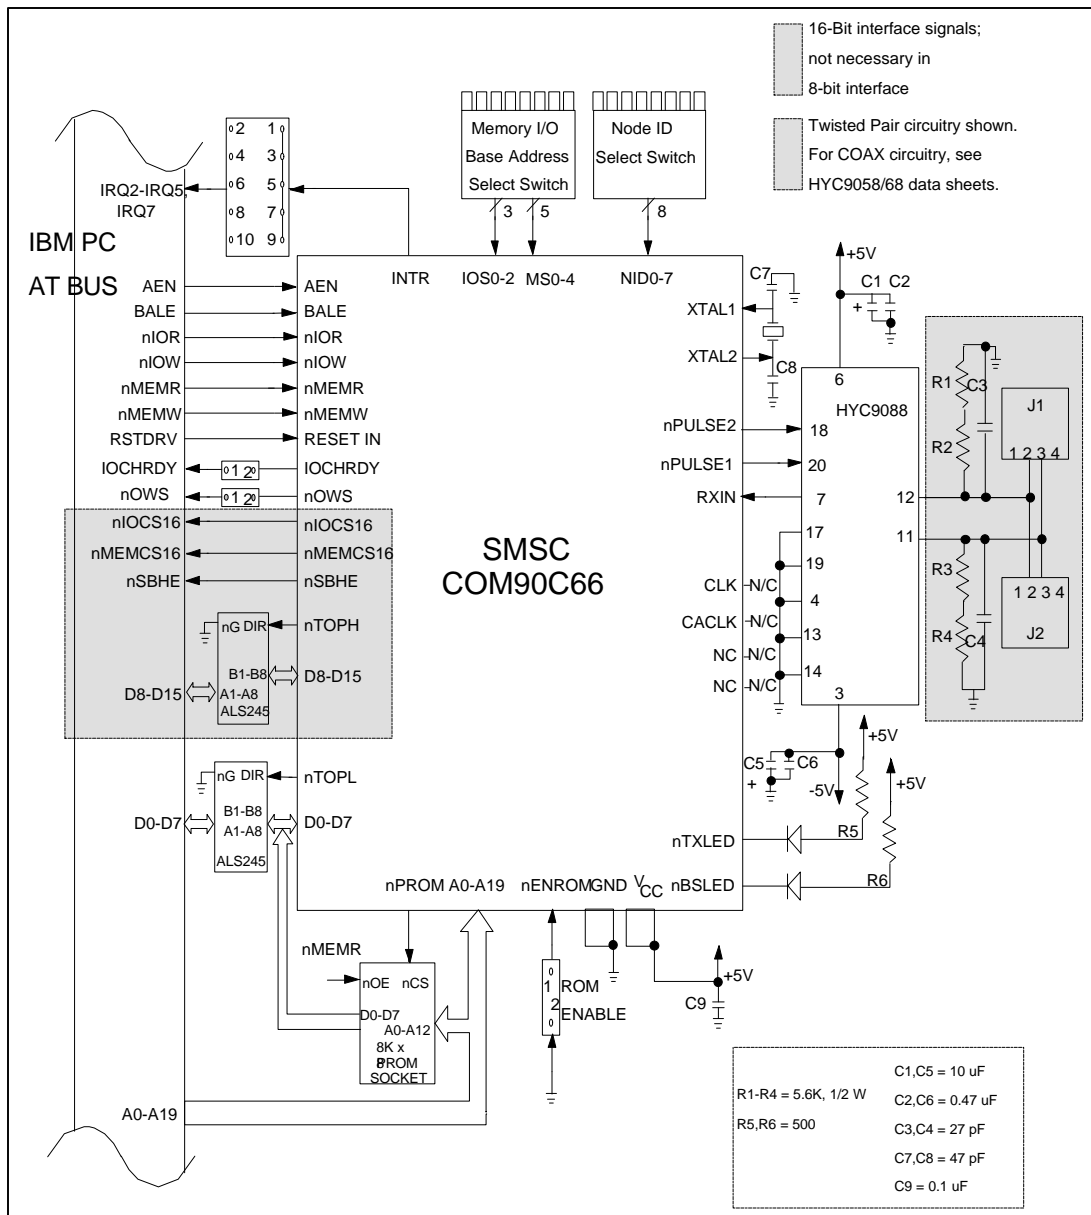 16-Bit interface signals;
not necessary in
8-bit interface
Twisted Pair circuitry shown.
For COAX circuitry, see
HYC9058/68 data sheets.
Memory I/O
Base Address
Select Switch
Node ID
Select Switch
3
5
8
2 1
4 3
6 5
8 7
10 9
IRQ2-IRQ5,
IRQ7
IBM PC
AT BUS
INTR IOS0-2 MS0-4 NID0-7
AEN AEN
BALE BALE
nIOR nIOR
nIOW nIOW
nMEMR nMEMR
nMEMW nMEMW
RSTDRV RESET IN
IOCHRDY 1 2 IOCHRDY
nOWS 1 2 nOWS
nIOCS16 nIOCS16
nMEMCS16 nMEMCS16
nSBHE nSBHE
nG DIR nTOPH
B1-B8 D8-D15
D8-D15 A1-A8
ALS245
nG DIR nTOPL
B1-B8
D0-D7 A1-A8 D0-D7
ALS245
SMSC
COM90C66
XTAL1
XTAL2
C7
C8
nPULSE2
nPULSE1
RXIN
CLK N/C
CACLK N/C
NC N/C
NC N/C
+5V
C1 C2
+
6
HYC9088
18
20
7
17
19
4
13
14
3
12
11
R1
C3
R2
J1
1 2 3 4
R3
R4
C4
1 2 3 4
J2
C5 C6
+
-5V
+5V
+5V
R5
R6
nTXLED
nBSLED
nPROM A0-A19 nENROM GND VCC
nMEMR
nOE nCS
D0-D7
A0-A12
8K x
8
PROM
SOCKET
1
2
ROM
ENABLE
+5V
C9
A0-A19
R1-R4 = 5.6K, 1/2 W
R5,R6 = 500
C1,C5 = 10 uF
C2,C6 = 0.47 uF
C3,C4 = 27 pF
C7,C8 = 47 pF
C9 = 0.1 uF